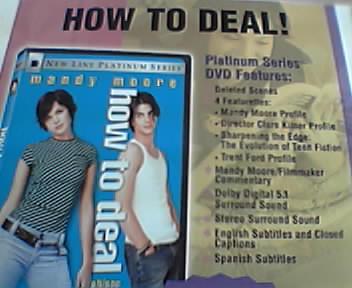 HOW TO DEAL!
NEW LINE PLATINUM SERIES
mandy moore
how to deal
Platinum Series
DVD Features:
Deleted Scenes
4 Featurettes:
• Mandy Moore Profile
• Director Clare Kilner Profile
• Sharpening the Edge:
The Evolution of Teen Fiction
• Trent Ford Profile
Mandy Moore/Filmmaker
Commentary
Dolby Digital 5.1
Surround Sound
Stereo Surround Sound
English Subtitles and Closed
Captions
Spanish Subtitles